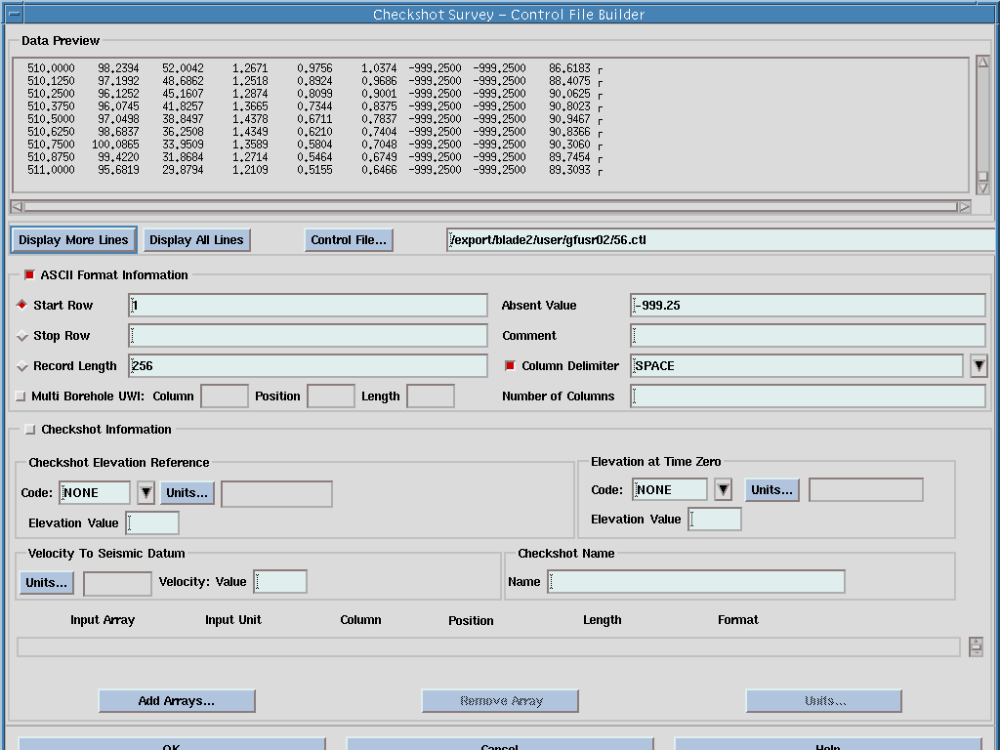 Checkshot Survey – Control File Builder
Data Preview
510.0000 98.2394 52.0042 1.2671 0.9756 1.0374 -999.2500 -999.2500 86.6183 r
510.1250 97.1992 48.6862 1.2518 0.8924 0.9686 -999.2500 -999.2500 88.4075 r
510.2500 96.1252 45.1607 1.2874 0.8099 0.9001 -999.2500 -999.2500 90.0625 r
510.3750 96.0745 41.8257 1.3665 0.7344 0.8375 -999.2500 -999.2500 90.8023 r
510.5000 97.0498 38.8497 1.4378 0.6711 0.7837 -999.2500 -999.2500 90.9467 r
510.6250 98.6837 36.2508 1.4349 0.6210 0.7404 -999.2500 -999.2500 90.8366 r
510.7500 100.0865 33.9509 1.3589 0.5804 0.7048 -999.2500 -999.2500 90.3060 r
510.8750 99.4220 31.8684 1.2714 0.5464 0.6749 -999.2500 -999.2500 89.7454 r
511.0000 95.6819 29.8794 1.2109 0.5155 0.6466 -999.2500 -999.2500 89.3093 r
Display More Lines Display All Lines Control File... /export/blade2/user/gfusr02/56.ctl
ASCII Format Information
Start Row 1 Absent Value -999.25
Stop Row Comment
Record Length 256 Column Delimiter SPACE
Multi Borehole UWI: Column Position Length Number of Columns
Checkshot Information
Checkshot Elevation Reference Elevation at Time Zero
Code: NONE Units... Code: NONE Units...
Elevation Value Elevation Value
Velocity To Seismic Datum Checkshot Name
Units... Velocity: Value Name
Input Array Input Unit Column Position Length Format
Add Arrays... Remove Array Units...
OK Cancel Help